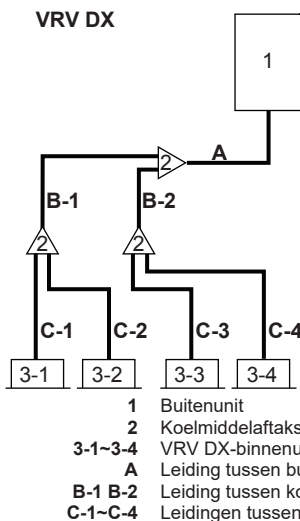 VRV DX
1
2
A
B-1
B-2
2
2
C-1
C-2
C-3
C-4
3-1
3-2
3-3
3-4
1 Buitenunit
2 Koelmiddelaftaks
3-1~3-4 VRV DX-binnenu
A Leiding tussen bu
B-1 B-2 Leiding tussen ko
C-1~C-4 Leidingen tussen